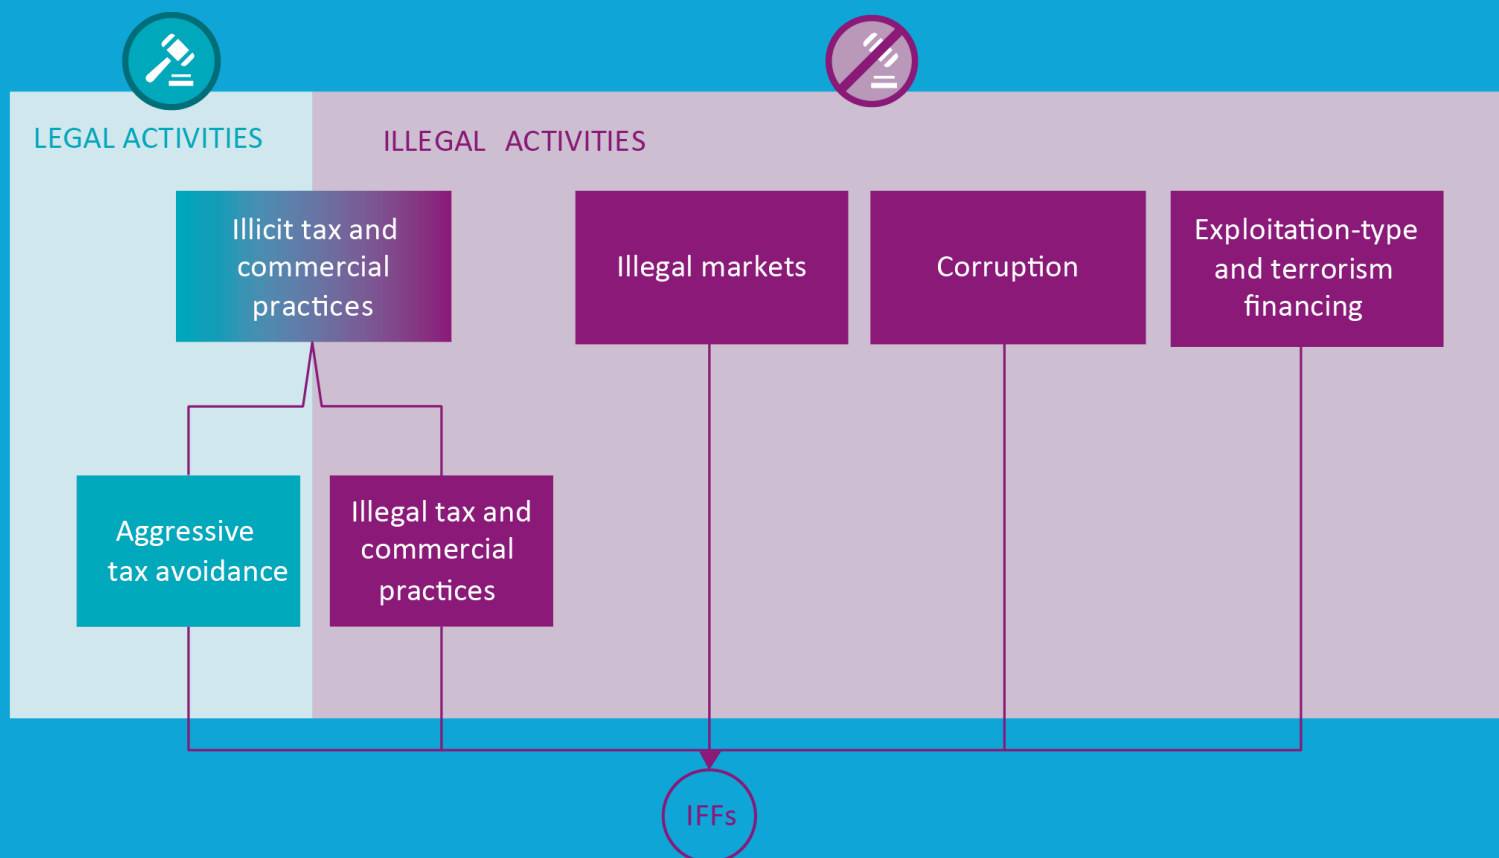 LEGAL ACTIVITIES
ILLEGAL ACTIVITIES
Illicit tax and
commercial
practices
Illegal markets
Corruption
Exploitation-type
and terrorism
financing
Aggressive
tax avoidance
Illegal tax and
commercial
practices
IFFs